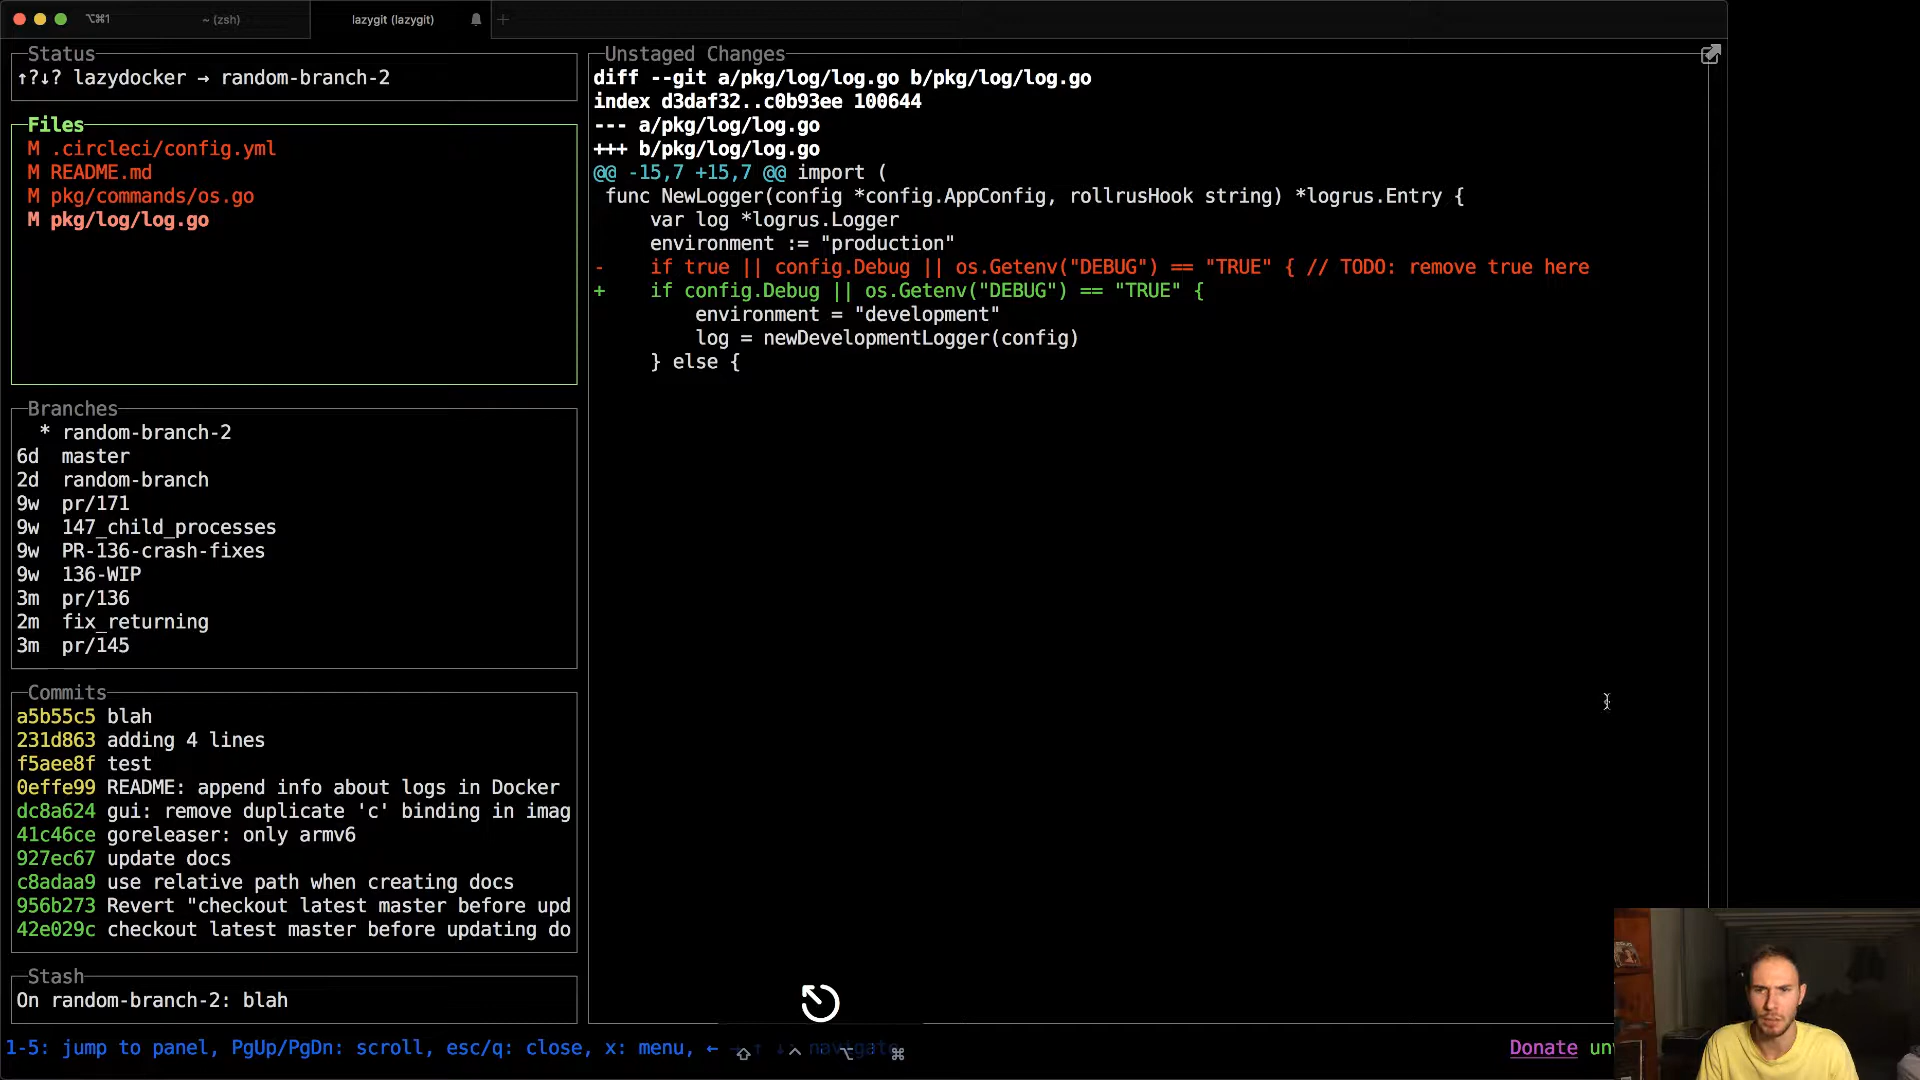 ⌥⌘1
~ (zsh)
lazygit (lazygit)
Status
↑?↓? lazydocker → random-branch-2
Files
M .circleci/config.yml
M README.md
M pkg/commands/os.go
M pkg/log/log.go
Branches
* random-branch-2
6d master
2d random-branch
9w pr/171
9w 147_child_processes
9w PR-136-crash-fixes
9w 136-WIP
3m pr/136
2m fix_returning
3m pr/145
Commits
a5b55c5 blah
231d863 adding 4 lines
f5aee8f test
0effe99 README: append info about logs in Docker
dc8a624 gui: remove duplicate 'c' binding in imag
41c46ce goreleaser: only armv6
927ec67 update docs
c8adaa9 use relative path when creating docs
956b273 Revert "checkout latest master before upd
42e029c checkout latest master before updating do
Stash
On random-branch-2: blah
Unstaged Changes
diff --git a/pkg/log/log.go b/pkg/log/log.go
index d3daf32..c0b93ee 100644
--- a/pkg/log/log.go
+++ b/pkg/log/log.go
@@ -15,7 +15,7 @@ import (
func NewLogger(config *config.AppConfig, rollrusHook string) *logrus.Entry {
var log *logrus.Logger
environment := "production"
- if true || config.Debug || os.Getenv("DEBUG") == "TRUE" { // TODO: remove true here
+ if config.Debug || os.Getenv("DEBUG") == "TRUE" {
environment = "development"
log = newDevelopmentLogger(config)
} else {
1-5: jump to panel, PgUp/PgDn: scroll, esc/q: close, x: menu, ← → ↑ ↓: navigate
⇧ ^ ⌥ ⌘
Donate un